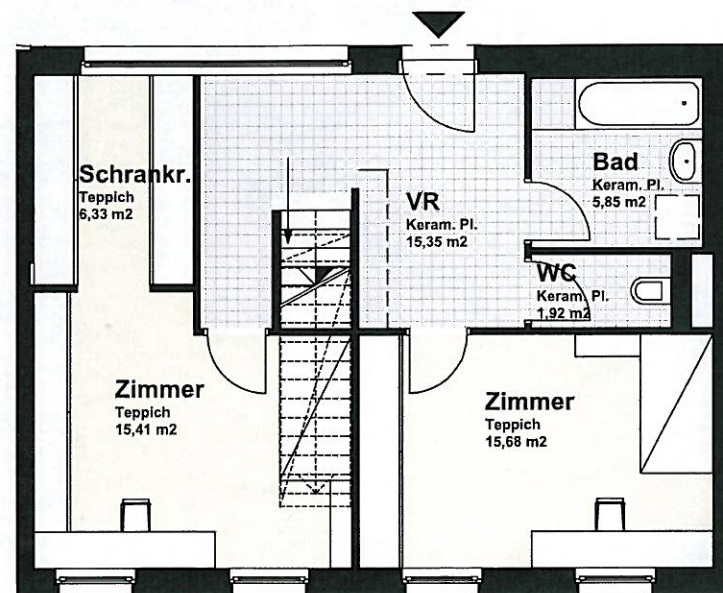 Schrankr.
Teppich
6,33 m2
VR
Keram. Pl.
15,35 m2
Bad
Keram. Pl.
5,85 m2
WC
Keram. Pl.
1,92 m2
Zimmer
Teppich
15,41 m2
Zimmer
Teppich
15,68 m2